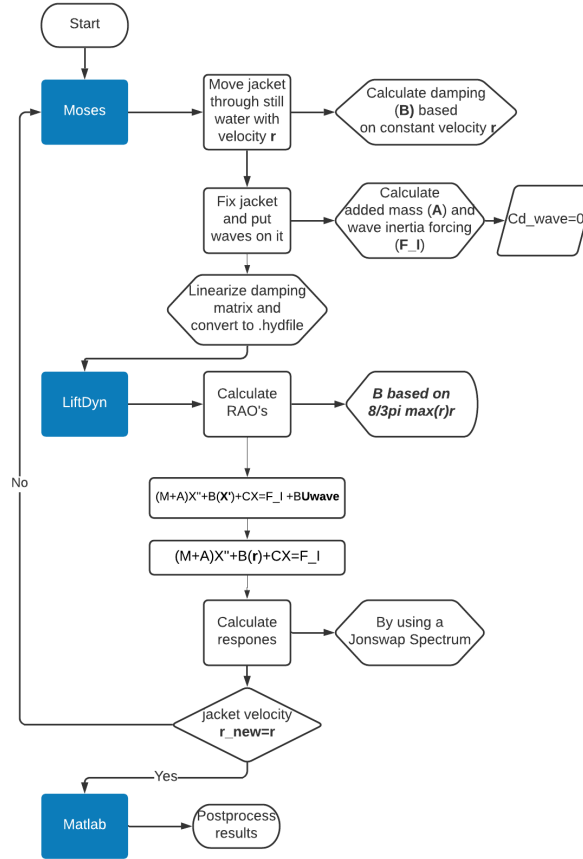 Start
Moses
Move jacket
through still
water with
velocity r
Calculate damping
(B) based
on constant velocity r
Fix jacket
and put
waves on it
Calculate
added mass (A) and
wave inertia forcing
(F_I)
Cd_wave=0
Linearize damping
matrix and
convert to .hydfile
LiftDyn
Calculate
RAO's
B based on
8/3pi max(r)r
No
(M+A)X"+B(X')+CX=F_I +BUwave
(M+A)X"+B(r)+CX=F_I
Calculate
respones
By using a
Jonswap Spectrum
jacket velocity
r_new=r
Yes
Matlab
Postprocess
results